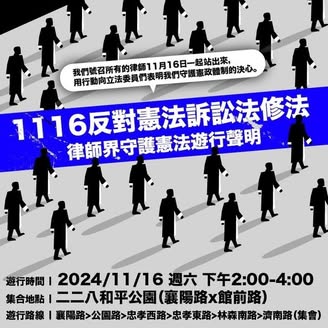 我們號召所有的律師11月16日一起站出來，
用行動向立法委員們表明我們守護憲政體制的決心。
1116反對憲法訴訟法修法
律師界守護憲法遊行聲明
遊行時間 | 2024/11/16 週六 下午2:00-4:00
集合地點 | 二二八和平公園(襄陽路x館前路)
遊行路線 | 襄陽路>公園路>忠孝西路>忠孝東路>林森南路>濟南路(集會)